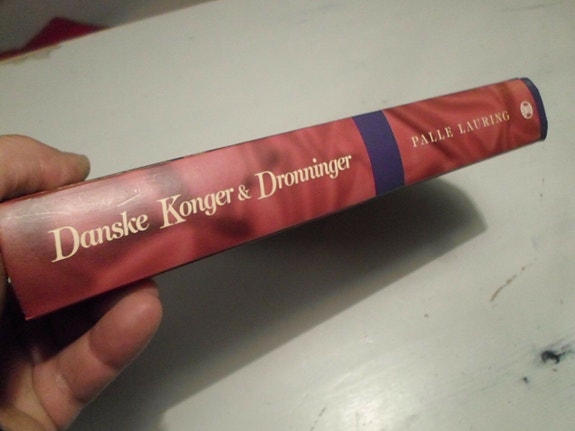 Danske Konger & Dronninger
PALLE LAURING